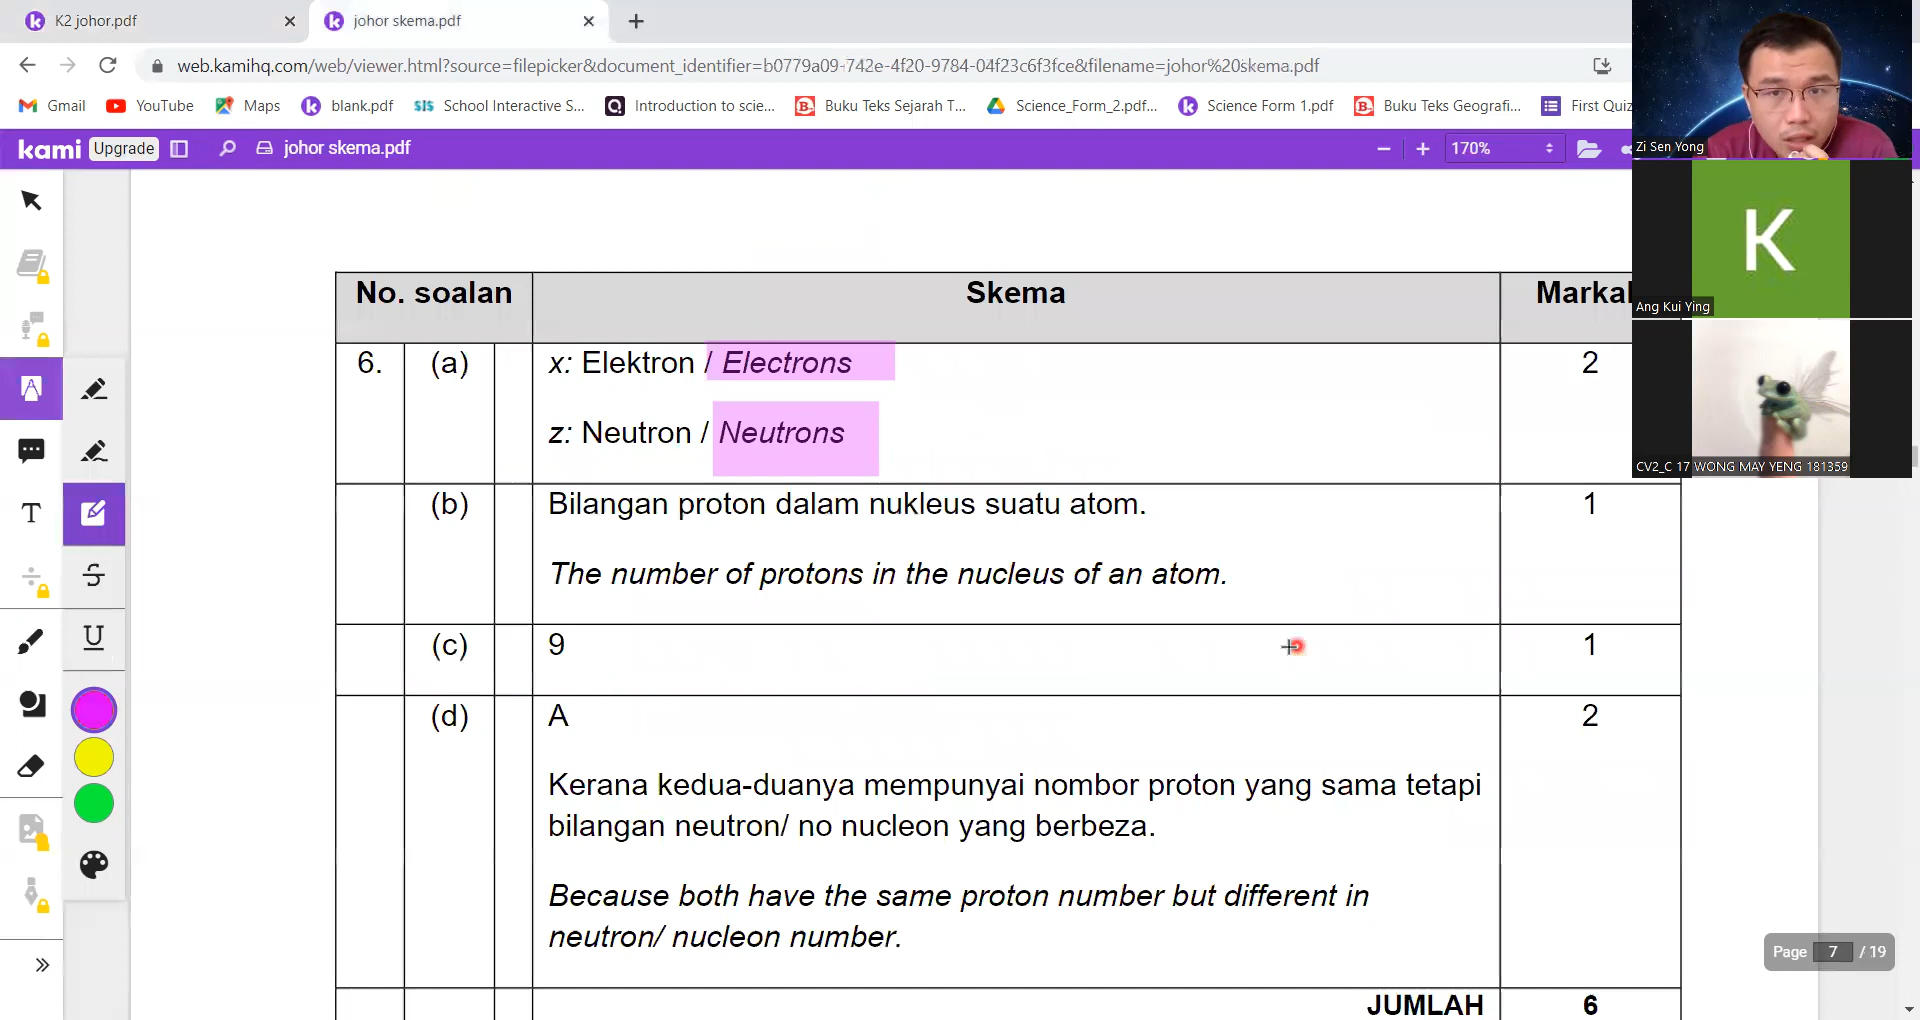 K2 johor.pdf
johor skema.pdf
web.kamihq.com/web/viewer.html?source=filepicker&document_identifier=b0779a09-742e-4f20-9784-04f23c6f3fce&filename=johor%20skema.pdf
Gmail YouTube Maps blank.pdf School Interactive S... Introduction to scie... Buku Teks Sejarah T... Science_Form_2.pdf... Science Form 1.pdf Buku Teks Geografi... First Quiz
kami Upgrade johor skema.pdf 170%
Zi Sen Yong
K
Ang Kui Ying
CV2_C 17 WONG MAY YENG 181359
No. soalan Skema Markah
6. (a) x: Elektron / Electrons 2
z: Neutron / Neutrons
(b) Bilangan proton dalam nukleus suatu atom. 1
The number of protons in the nucleus of an atom.
(c) 9 1
(d) A 2
Kerana kedua-duanya mempunyai nombor proton yang sama tetapi
bilangan neutron/ no nucleon yang berbeza.
Because both have the same proton number but different in
neutron/ nucleon number.
JUMLAH 6
Page 7 / 19